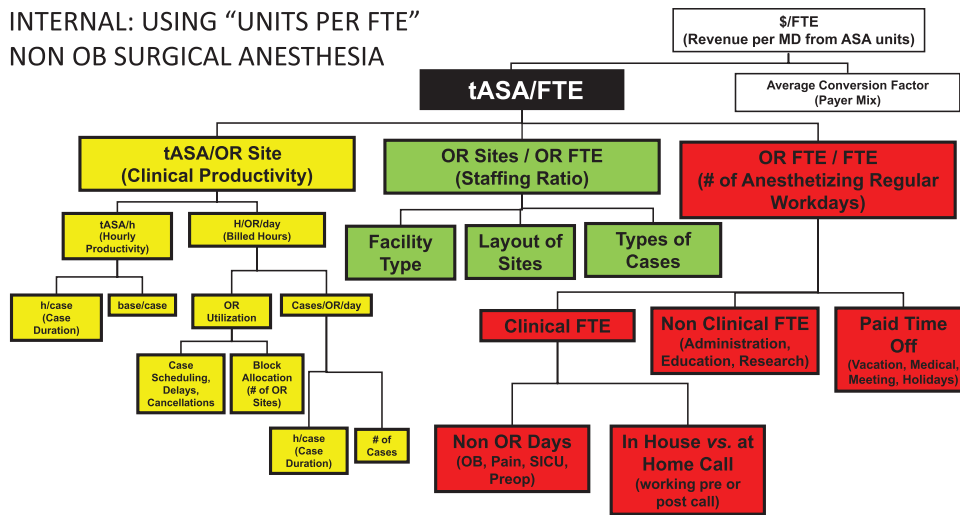 INTERNAL: USING “UNITS PER FTE”
NON OB SURGICAL ANESTHESIA
$/FTE
(Revenue per MD from ASA units)
tASA/FTE
Average Conversion Factor
(Payer Mix)
tASA/OR Site
(Clinical Productivity)
OR Sites / OR FTE
(Staffing Ratio)
OR FTE / FTE
(# of Anesthetizing Regular
Workdays)
tASA/h
(Hourly
Productivity)
H/OR/day
(Billed Hours)
Facility
Type
Layout of
Sites
Types of
Cases
h/case
(Case
Duration)
base/case
OR
Utilization
Cases/OR/day
Clinical FTE
Non Clinical FTE
(Administration,
Education, Research)
Paid Time
Off
(Vacation, Medical,
Meeting, Holidays)
Case
Scheduling,
Delays,
Cancellations
Block
Allocation
(# of OR
Sites)
h/case
(Case
Duration)
# of
Cases
Non OR Days
(OB, Pain, SICU,
Preop)
In House vs. at
Home Call
(working pre or
post call)